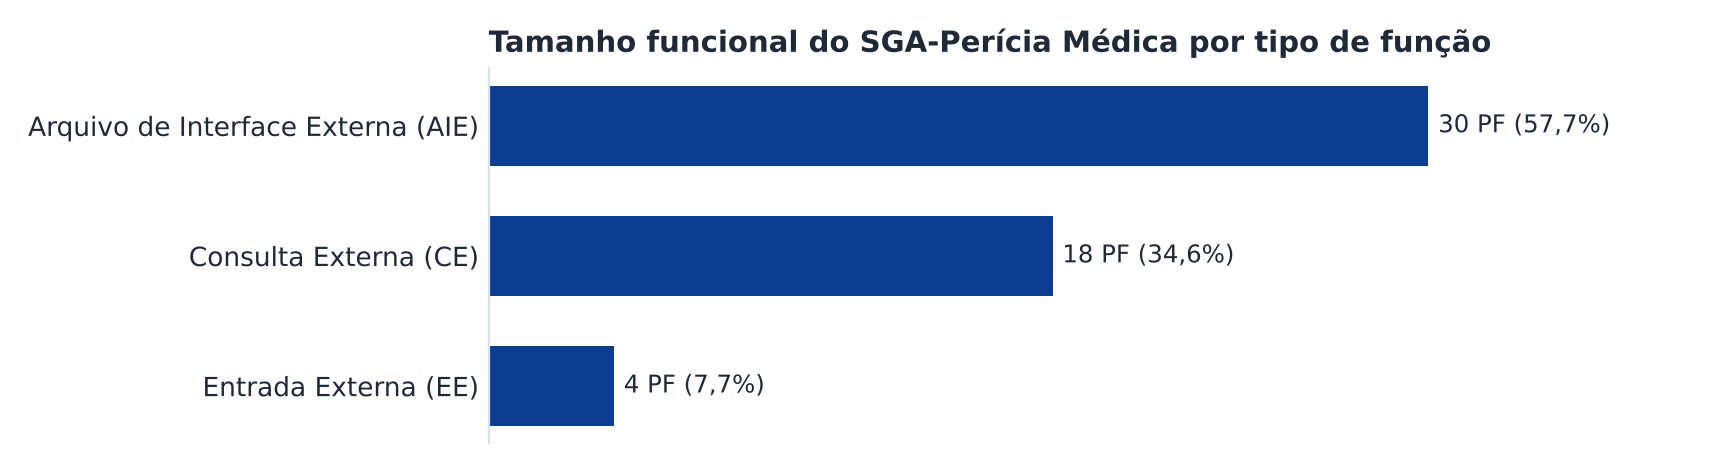 Tamanho funcional do SGA-Perícia Médica por tipo de função
Arquivo de Interface Externa (AIE) 30 PF (57,7%)
Consulta Externa (CE) 18 PF (34,6%)
Entrada Externa (EE) 4 PF (7,7%)